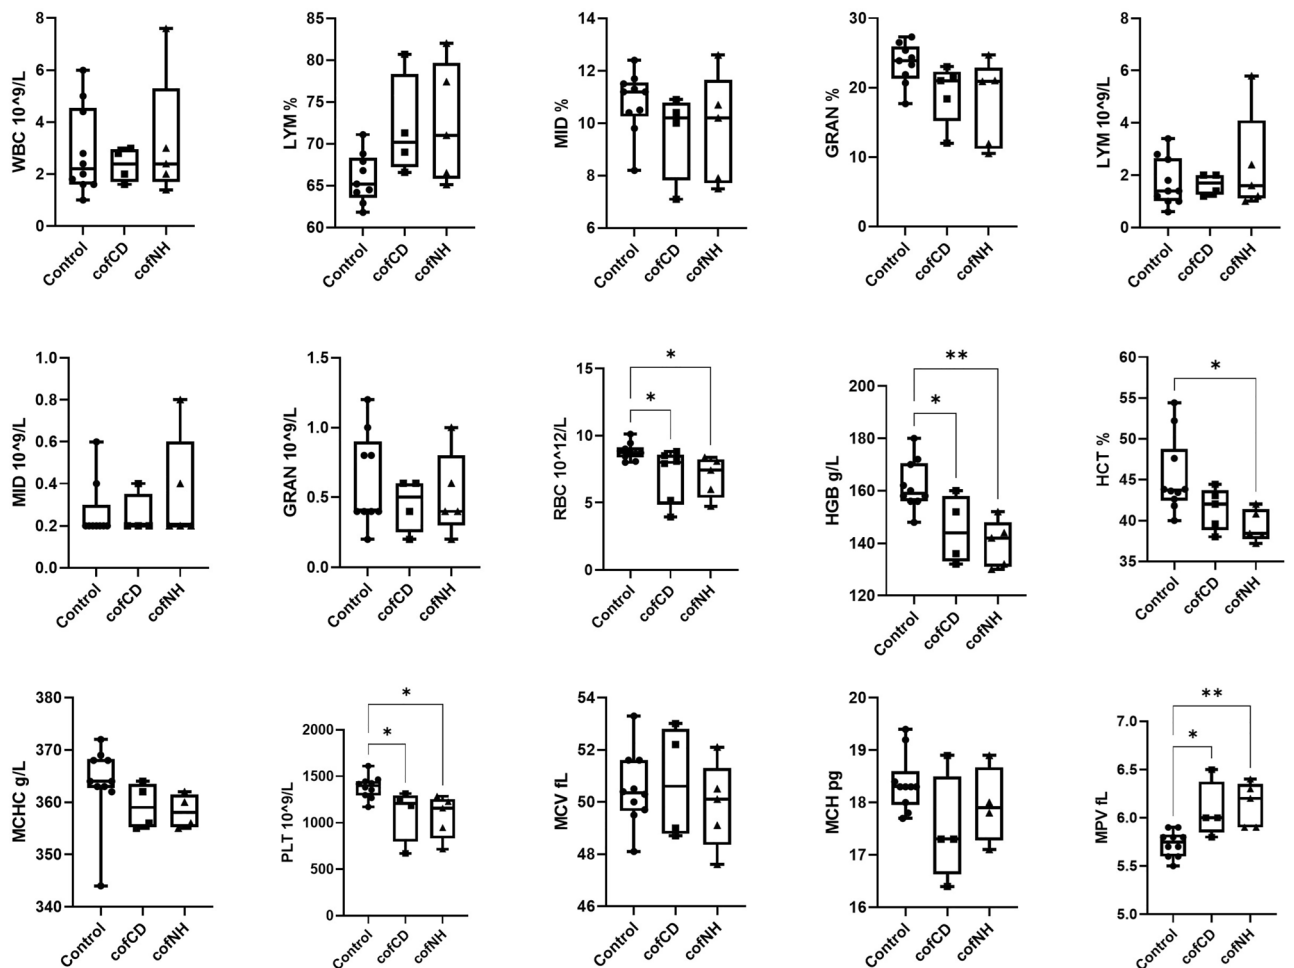 WBC 10^9/L
8
6
4
2
0
Control
cofCD
cofNH
LYM %
85
80
75
70
65
60
Control
cofCD
cofNH
MID %
14
12
10
8
6
Control
cofCD
cofNH
GRAN %
30
20
10
0
Control
cofCD
cofNH
LYM 10^9/L
8
6
4
2
0
Control
cofCD
cofNH
MID 10^9/L
1.0
0.8
0.6
0.4
0.2
0.0
Control
cofCD
cofNH
GRAN 10^9/L
1.5
1.0
0.5
0.0
Control
cofCD
cofNH
RBC 10^12/L
15
10
5
0
*
*
Control
cofCD
cofNH
HGB g/L
200
180
160
140
120
**
*
Control
cofCD
cofNH
HCT %
60
55
50
45
40
35
*
Control
cofCD
cofNH
MCHC g/L
380
370
360
350
340
Control
cofCD
cofNH
PLT 10^9/L
2000
1500
1000
500
0
*
*
Control
cofCD
cofNH
MCV fL
54
52
50
48
46
Control
cofCD
cofNH
MCH pg
20
19
18
17
16
Control
cofCD
cofNH
MPV fL
7.0
6.5
6.0
5.5
5.0
**
*
Control
cofCD
cofNH